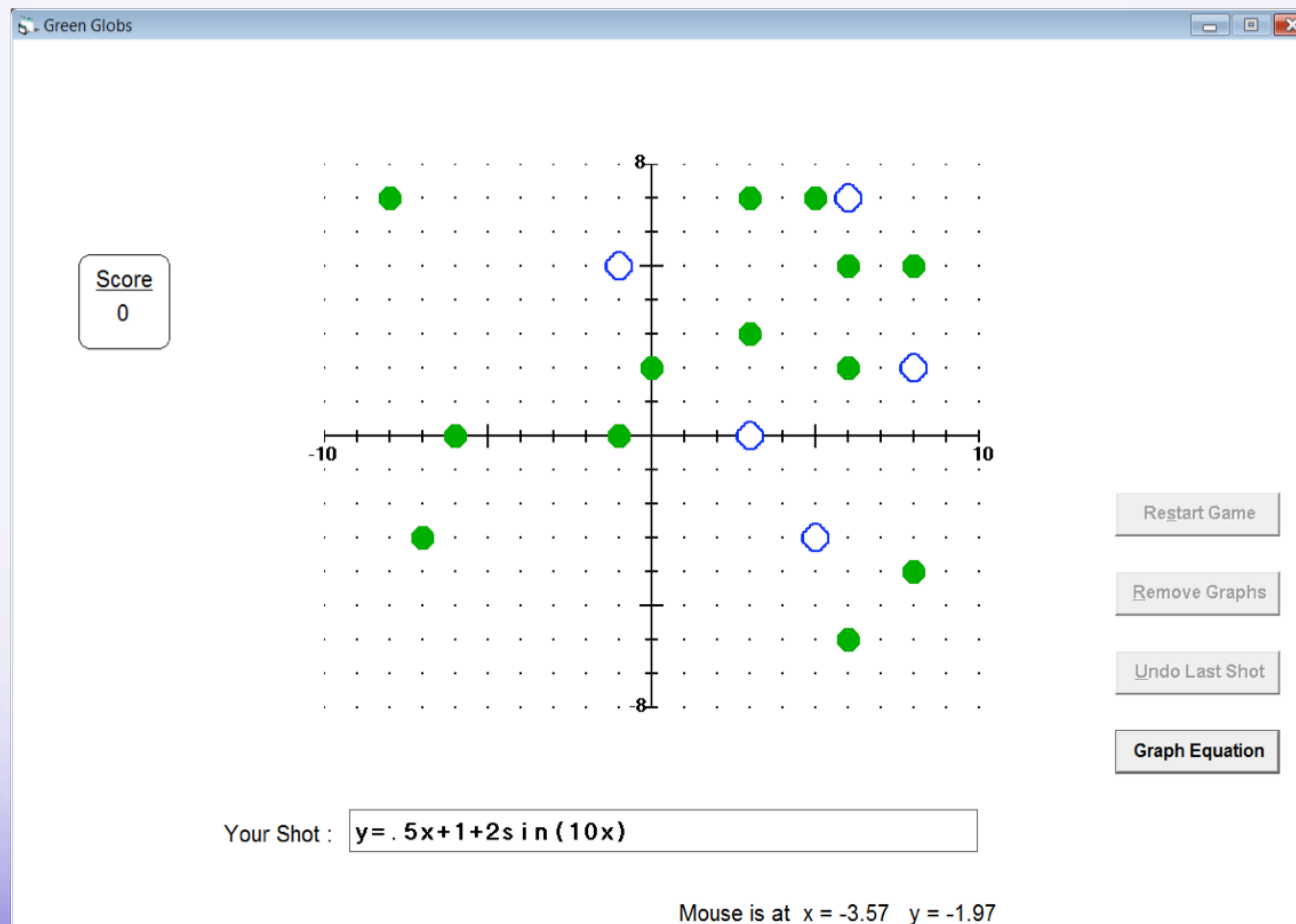 Green Globs
8
Score
0
-10
10
-8
Restart Game
Remove Graphs
Undo Last Shot
Graph Equation
Your Shot : y=.5x+1+2sin(10x)
Mouse is at x = -3.57 y = -1.97